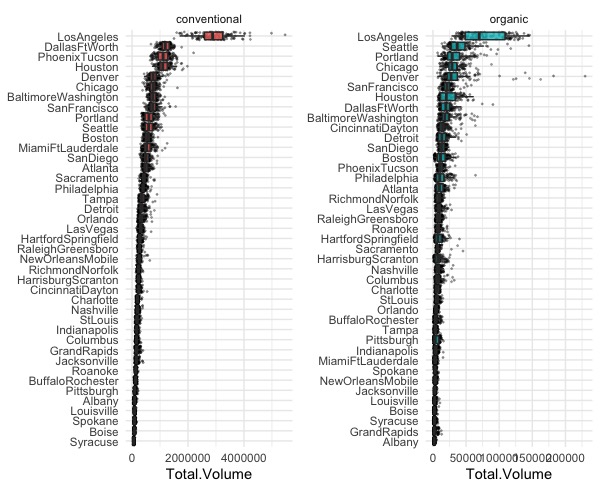 conventional
LosAngeles
DallasFtWorth
PhoenixTucson
Houston
Denver
Chicago
BaltimoreWashington
SanFrancisco
Portland
Seattle
Boston
MiamiFtLauderdale
SanDiego
Atlanta
Sacramento
Philadelphia
Tampa
Detroit
Orlando
LasVegas
HartfordSpringfield
RaleighGreensboro
NewOrleansMobile
RichmondNorfolk
HarrisburgScranton
CincinnatiDayton
Charlotte
Nashville
StLouis
Indianapolis
Columbus
GrandRapids
Jacksonville
Roanoke
BuffaloRochester
Pittsburgh
Albany
Louisville
Spokane
Boise
Syracuse
0 2000000 4000000
Total.Volume
organic
LosAngeles
Seattle
Portland
Chicago
Denver
SanFrancisco
Houston
DallasFtWorth
BaltimoreWashington
CincinnatiDayton
Detroit
SanDiego
Boston
PhoenixTucson
Philadelphia
Atlanta
RichmondNorfolk
LasVegas
RaleighGreensboro
Roanoke
HartfordSpringfield
Sacramento
HarrisburgScranton
Nashville
Columbus
Charlotte
StLouis
Orlando
BuffaloRochester
Tampa
Pittsburgh
Indianapolis
MiamiFtLauderdale
Spokane
NewOrleansMobile
Jacksonville
Louisville
Boise
Syracuse
GrandRapids
Albany
0 50000 100000 150000 200000
Total.Volume